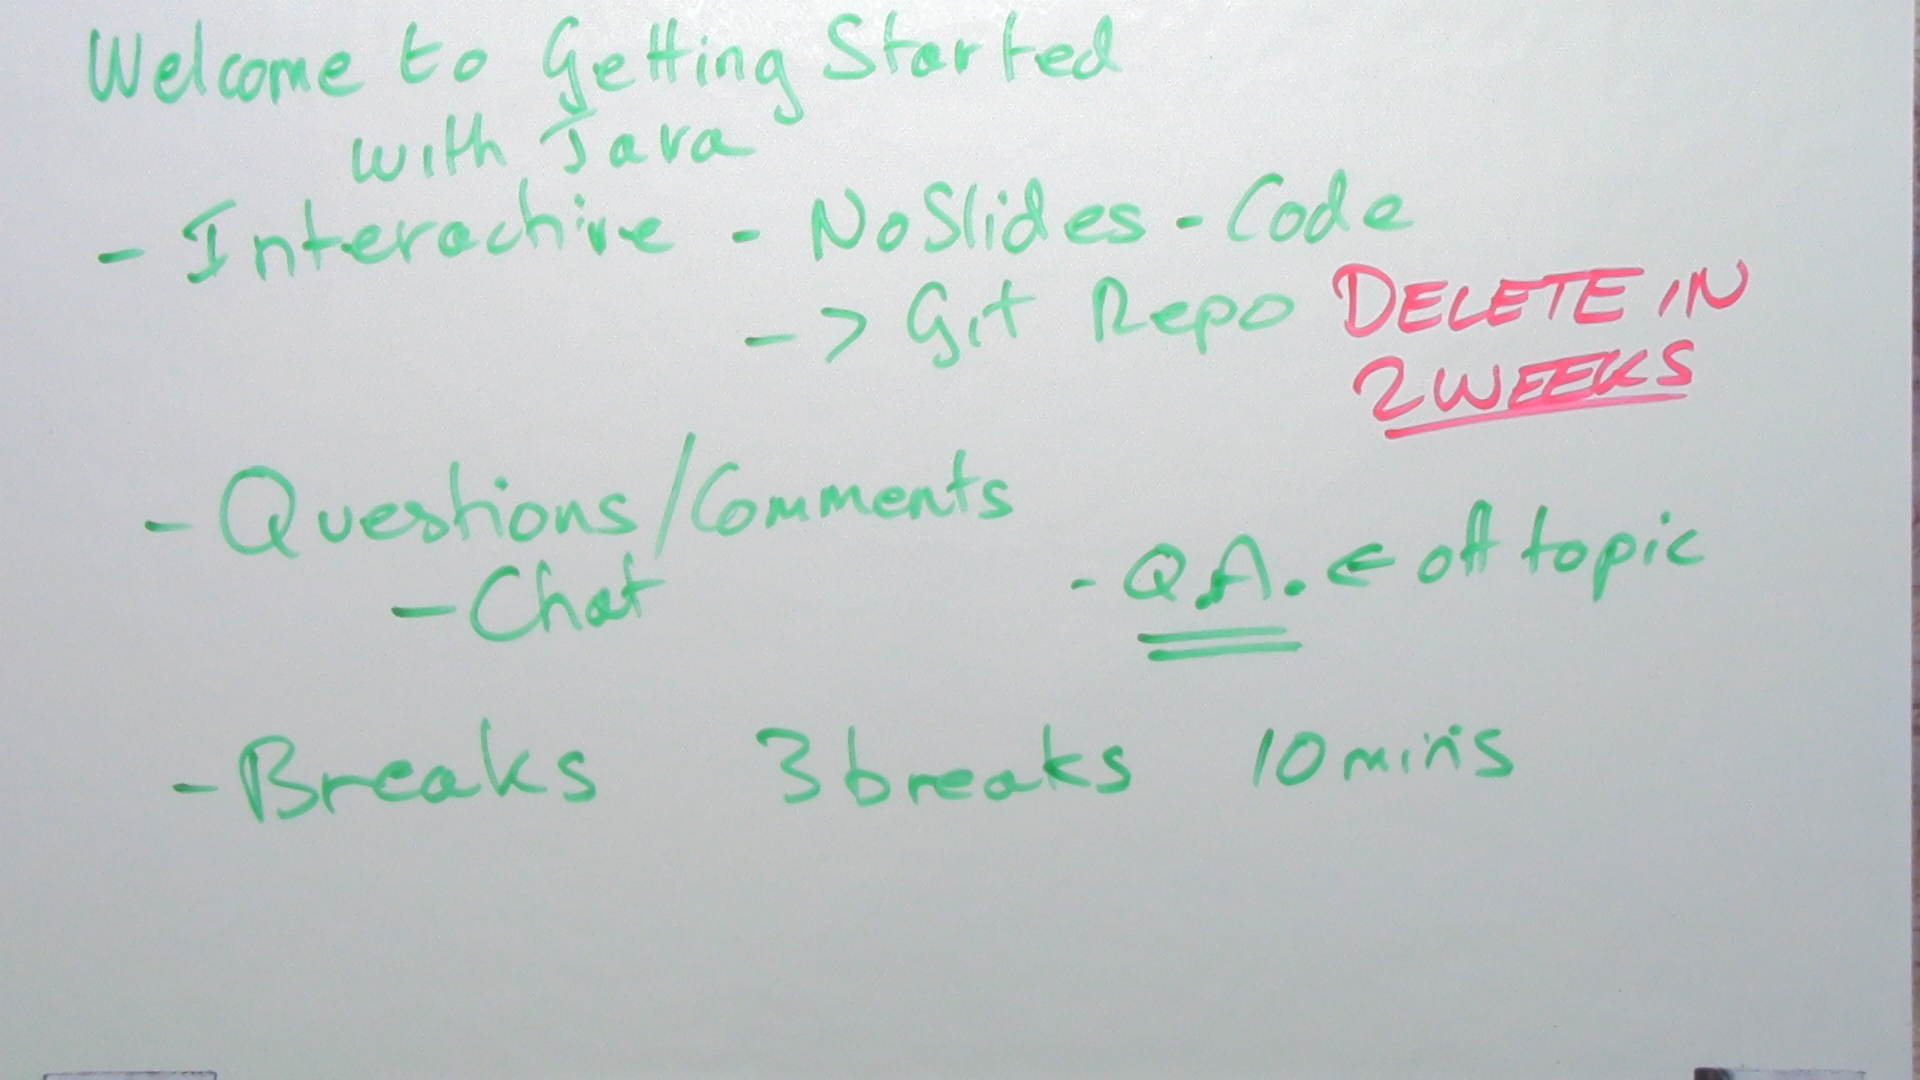 Welcome to Getting Started
with Java
- Interactive - No Slides - Code
-> Git Repo DELETE IN
2 WEEKS
- Questions/Comments
- Chat
- Q.A. ← off topic
- Breaks 3 breaks 10 mins